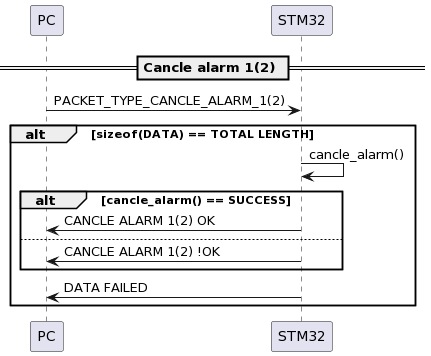 PC
STM32
Cancle alarm 1(2)
PACKET_TYPE_CANCLE_ALARM_1(2)
alt
[sizeof(DATA) == TOTAL LENGTH]
cancle_alarm()
alt
[cancle_alarm() == SUCCESS]
CANCLE ALARM 1(2) OK
CANCLE ALARM 1(2) !OK
DATA FAILED
PC
STM32